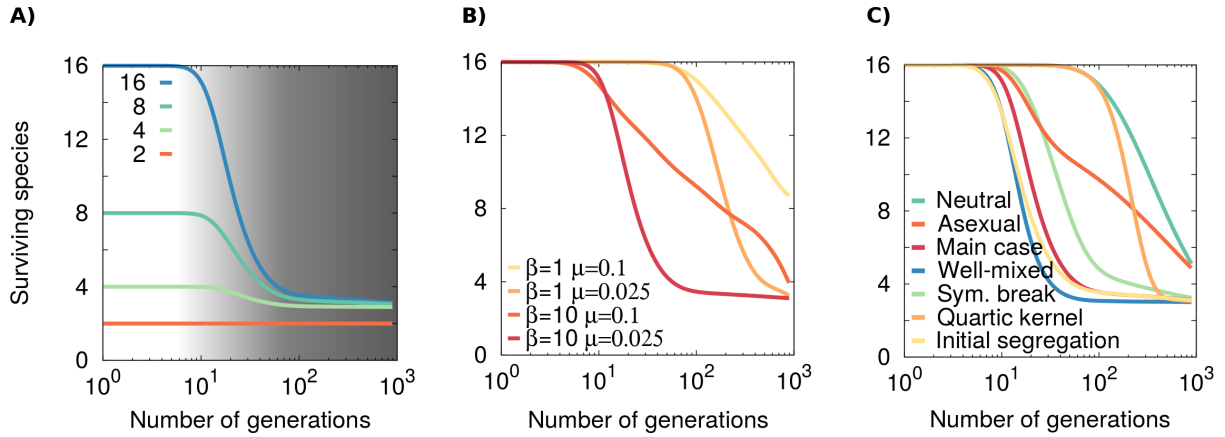 A)
B)
C)
Surviving species
16
12
8
4
0
16
8
4
2
10^0
10^1
10^2
10^3
Number of generations
16
12
8
4
0
β=1 μ=0.1
β=1 μ=0.025
β=10 μ=0.1
β=10 μ=0.025
10^0
10^1
10^2
10^3
Number of generations
16
12
8
4
0
Neutral
Asexual
Main case
Well-mixed
Sym. break
Quartic kernel
Initial segregation
10^0
10^1
10^2
10^3
Number of generations